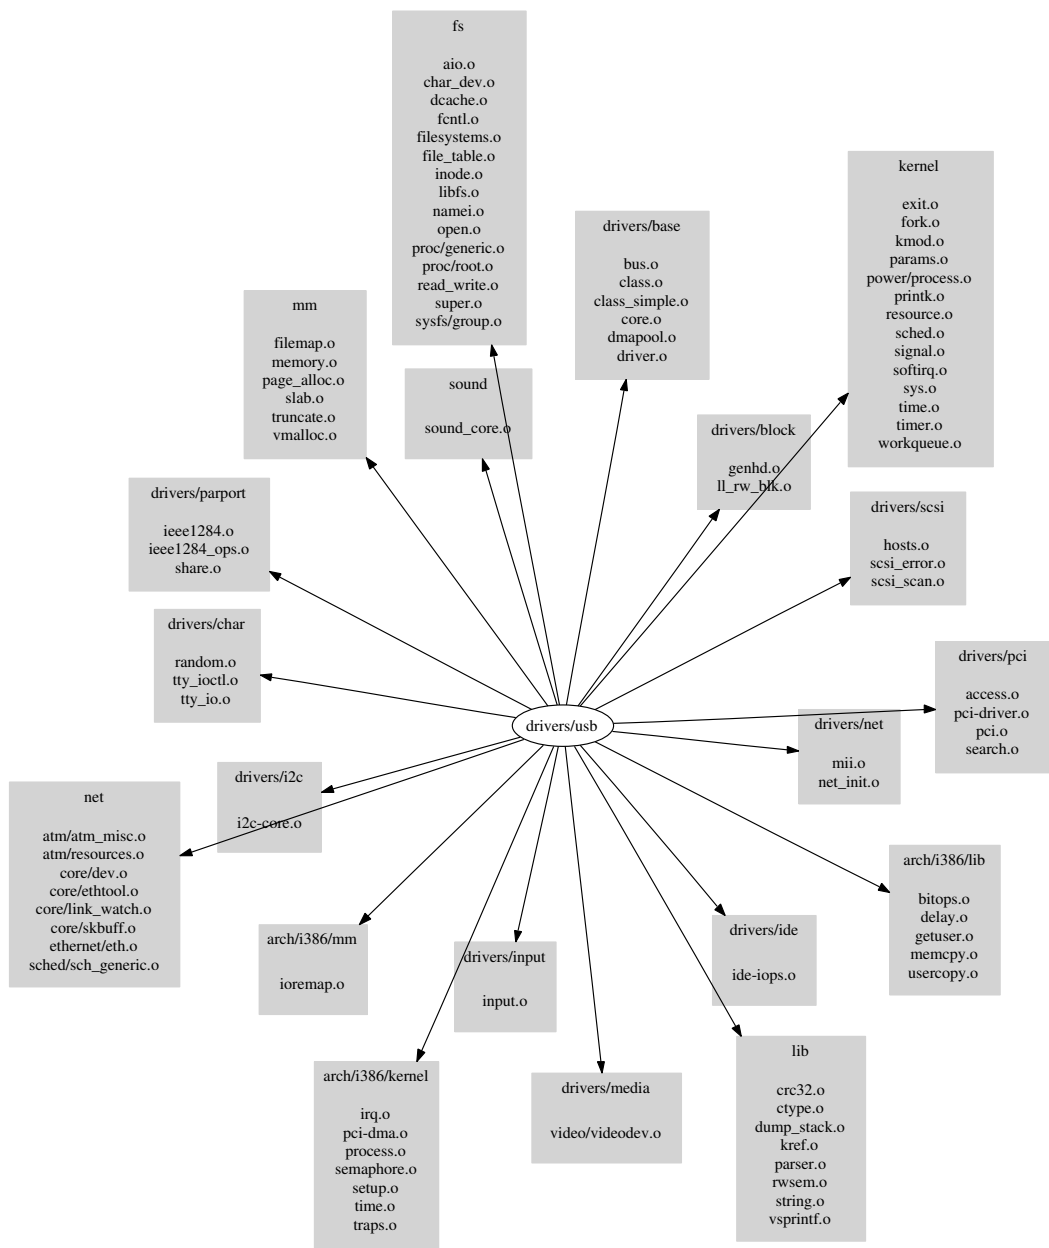 fs
aio.o
char_dev.o
dcache.o
fcntl.o
filesystems.o
file_table.o
inode.o
libfs.o
namei.o
open.o
proc/generic.o
proc/root.o
read_write.o
super.o
sysfs/group.o
kernel
exit.o
fork.o
kmod.o
params.o
power/process.o
printk.o
resource.o
sched.o
signal.o
softirq.o
sys.o
time.o
timer.o
workqueue.o
drivers/base
bus.o
class.o
class_simple.o
core.o
dmapool.o
driver.o
mm
filemap.o
memory.o
page_alloc.o
slab.o
truncate.o
vmalloc.o
sound
sound_core.o
drivers/block
genhd.o
ll_rw_blk.o
drivers/parport
ieee1284.o
ieee1284_ops.o
share.o
drivers/scsi
hosts.o
scsi_error.o
scsi_scan.o
drivers/char
random.o
tty_ioctl.o
tty_io.o
drivers/pci
access.o
pci-driver.o
pci.o
search.o
drivers/usb
drivers/net
mii.o
net_init.o
drivers/i2c
i2c-core.o
net
atm/atm_misc.o
atm/resources.o
core/dev.o
core/ethtool.o
core/link_watch.o
core/skbuff.o
ethernet/eth.o
sched/sch_generic.o
arch/i386/lib
bitops.o
delay.o
getuser.o
memcpy.o
usercopy.o
arch/i386/mm
ioremap.o
drivers/input
input.o
drivers/ide
ide-iops.o
arch/i386/kernel
irq.o
pci-dma.o
process.o
semaphore.o
setup.o
time.o
traps.o
drivers/media
video/videodev.o
lib
crc32.o
ctype.o
dump_stack.o
kref.o
parser.o
rwsem.o
string.o
vsprintf.o